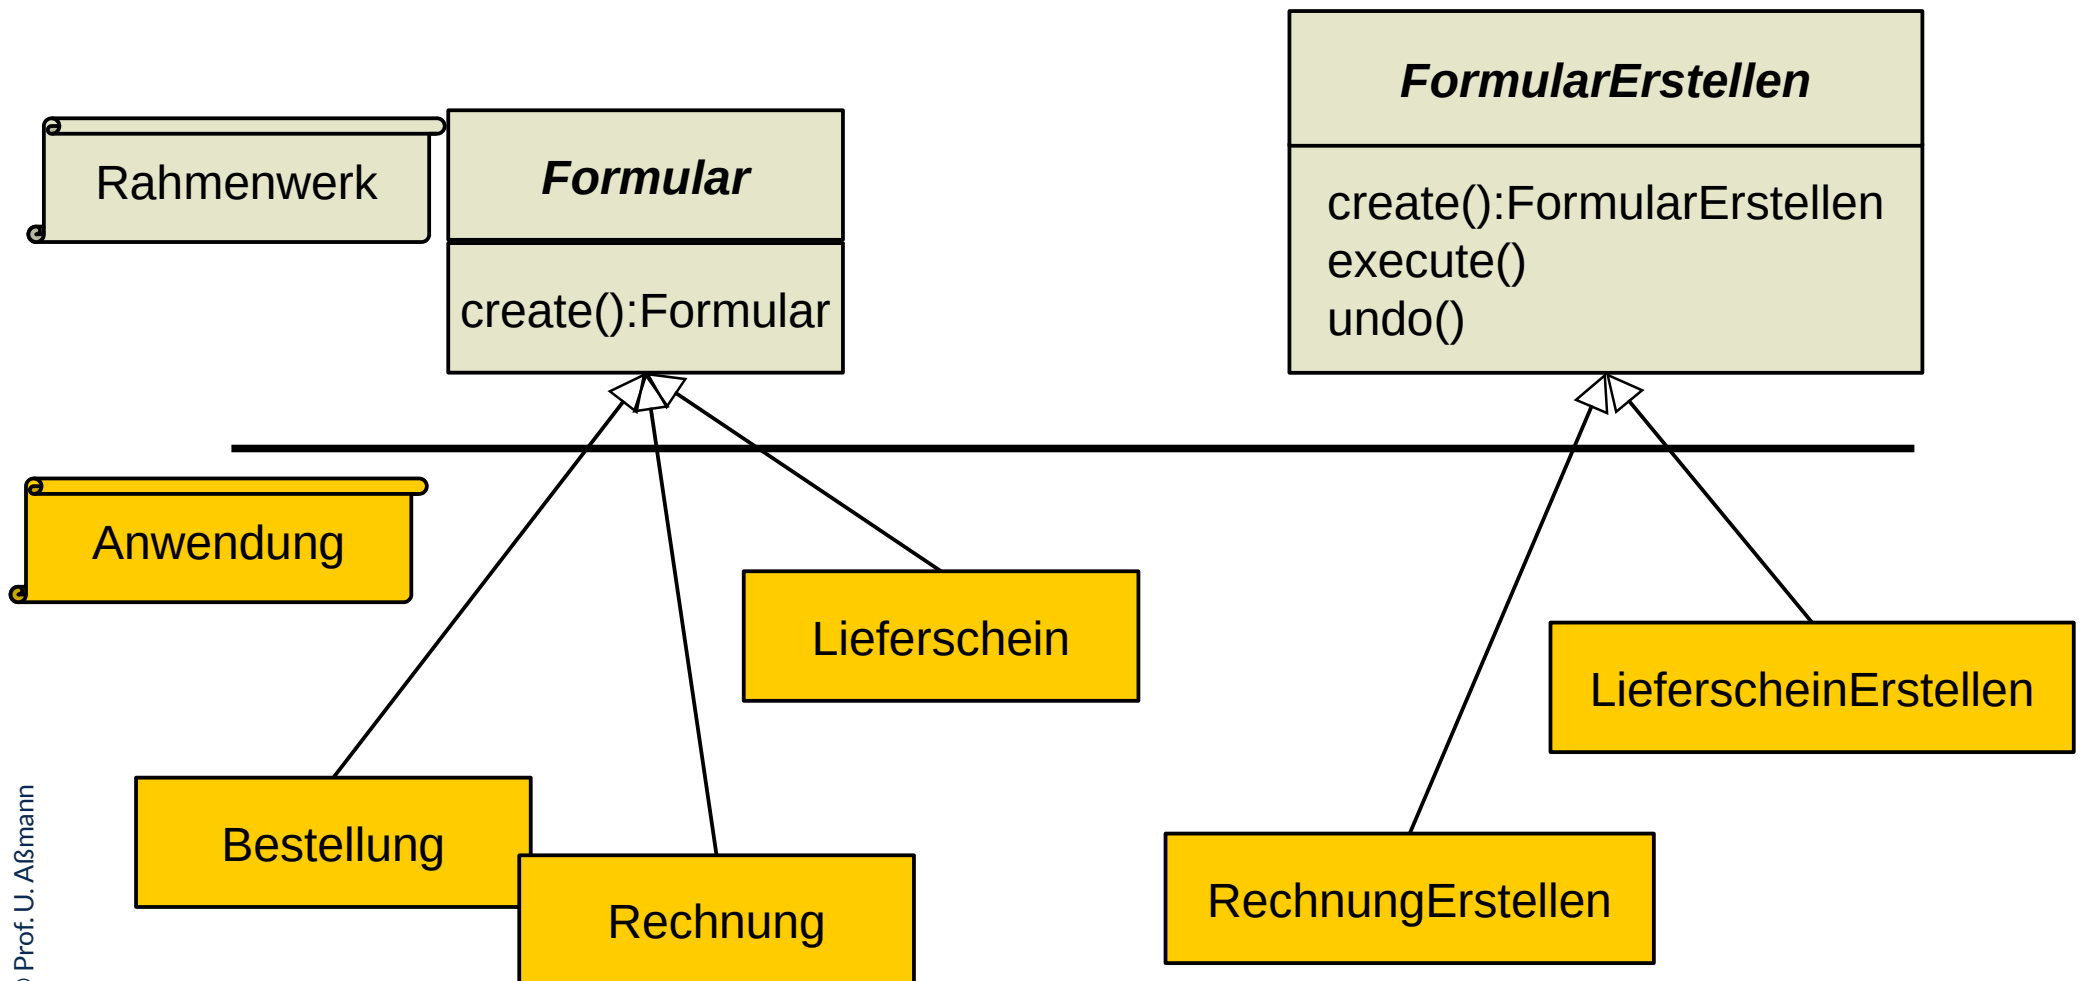 FormularErstellen
Rahmenwerk
Formular
create():FormularErstellen
execute()
undo()
create():Formular
Anwendung
Lieferschein
LieferscheinErstellen
Bestellung
Rechnung
RechnungErstellen
© Prof. U. Aßmann